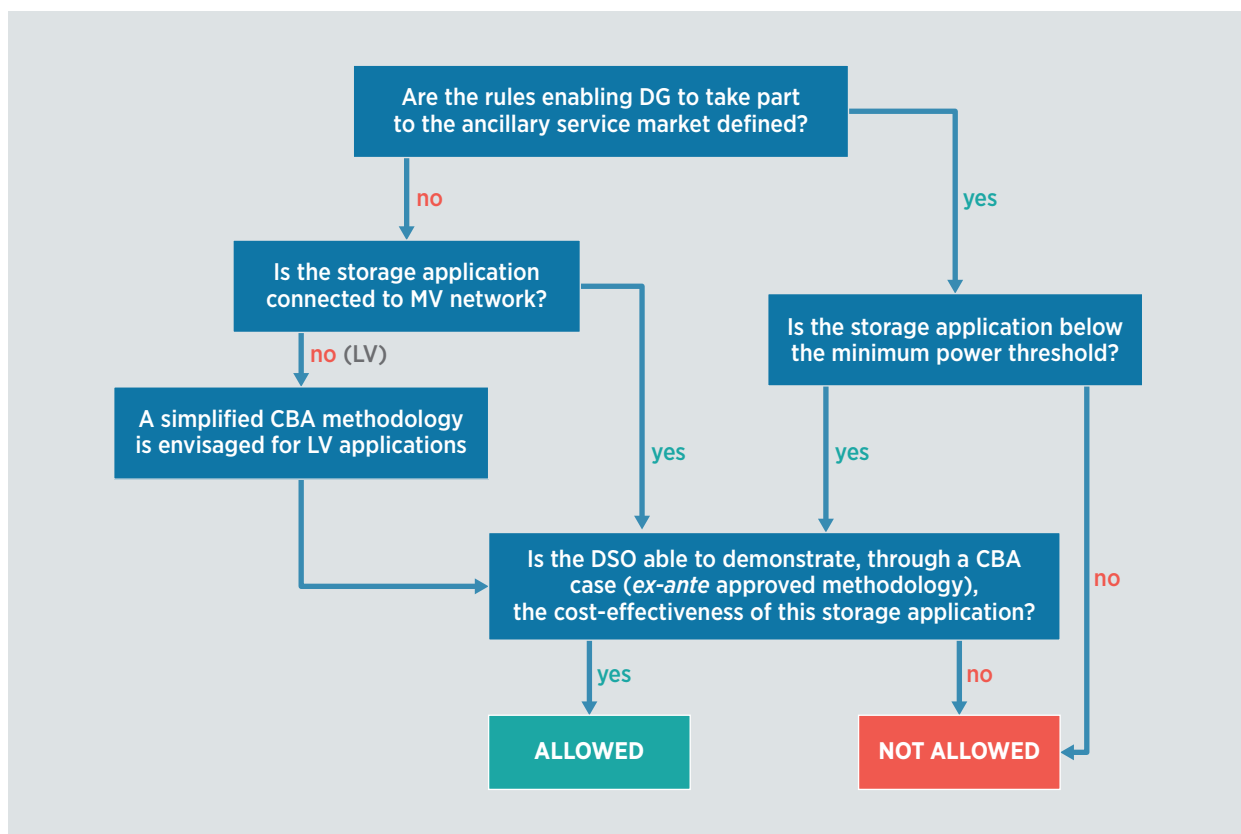 Are the rules enabling DG to take part
to the ancillary service market defined?
no
yes
Is the storage application
connected to MV network?
Is the storage application below
the minimum power threshold?
no (LV)
A simplified CBA methodology
is envisaged for LV applications
yes
yes
no
Is the DSO able to demonstrate, through a CBA
case (ex-ante approved methodology),
the cost-effectiveness of this storage application?
yes
no
ALLOWED
NOT ALLOWED